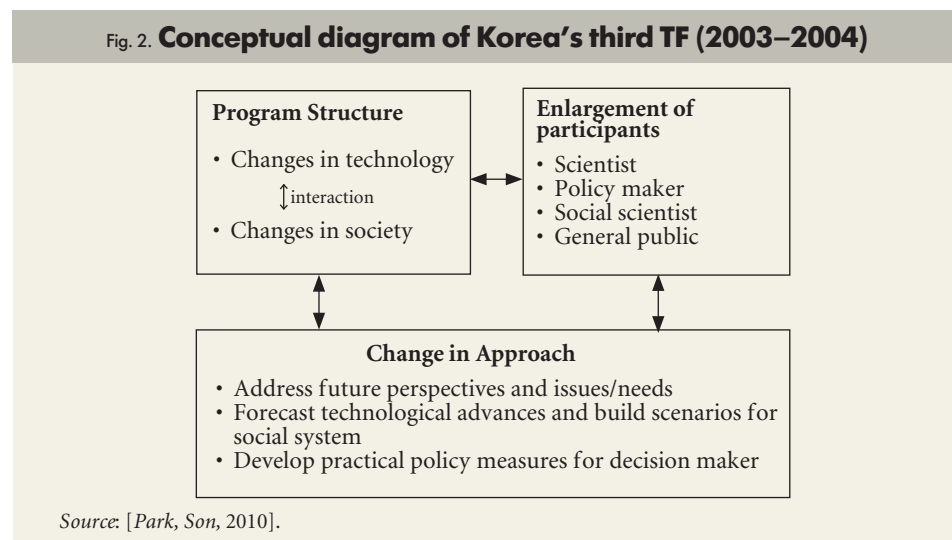 Fig. 2. Conceptual diagram of Korea's third TF (2003–2004)
Program Structure
• Changes in technology
interaction
• Changes in society
Enlargement of
participants
• Scientist
• Policy maker
• Social scientist
• General public
Change in Approach
• Address future perspectives and issues/needs
• Forecast technological advances and build scenarios for
social system
• Develop practical policy measures for decision maker
Source: [Park, Son, 2010].